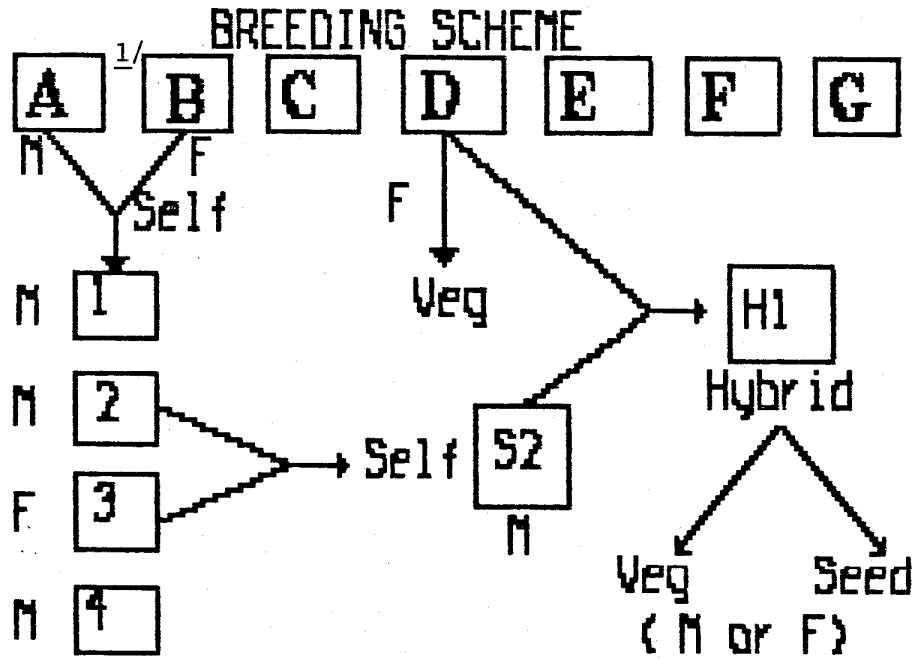 BREEDING SCHEME
A 1/ B C D E F G
M F
Self
F
Veg
M 1
H1
Hybrid
M 2
Self S2
F 3
M
Veg Seed
M 4
( M or F )